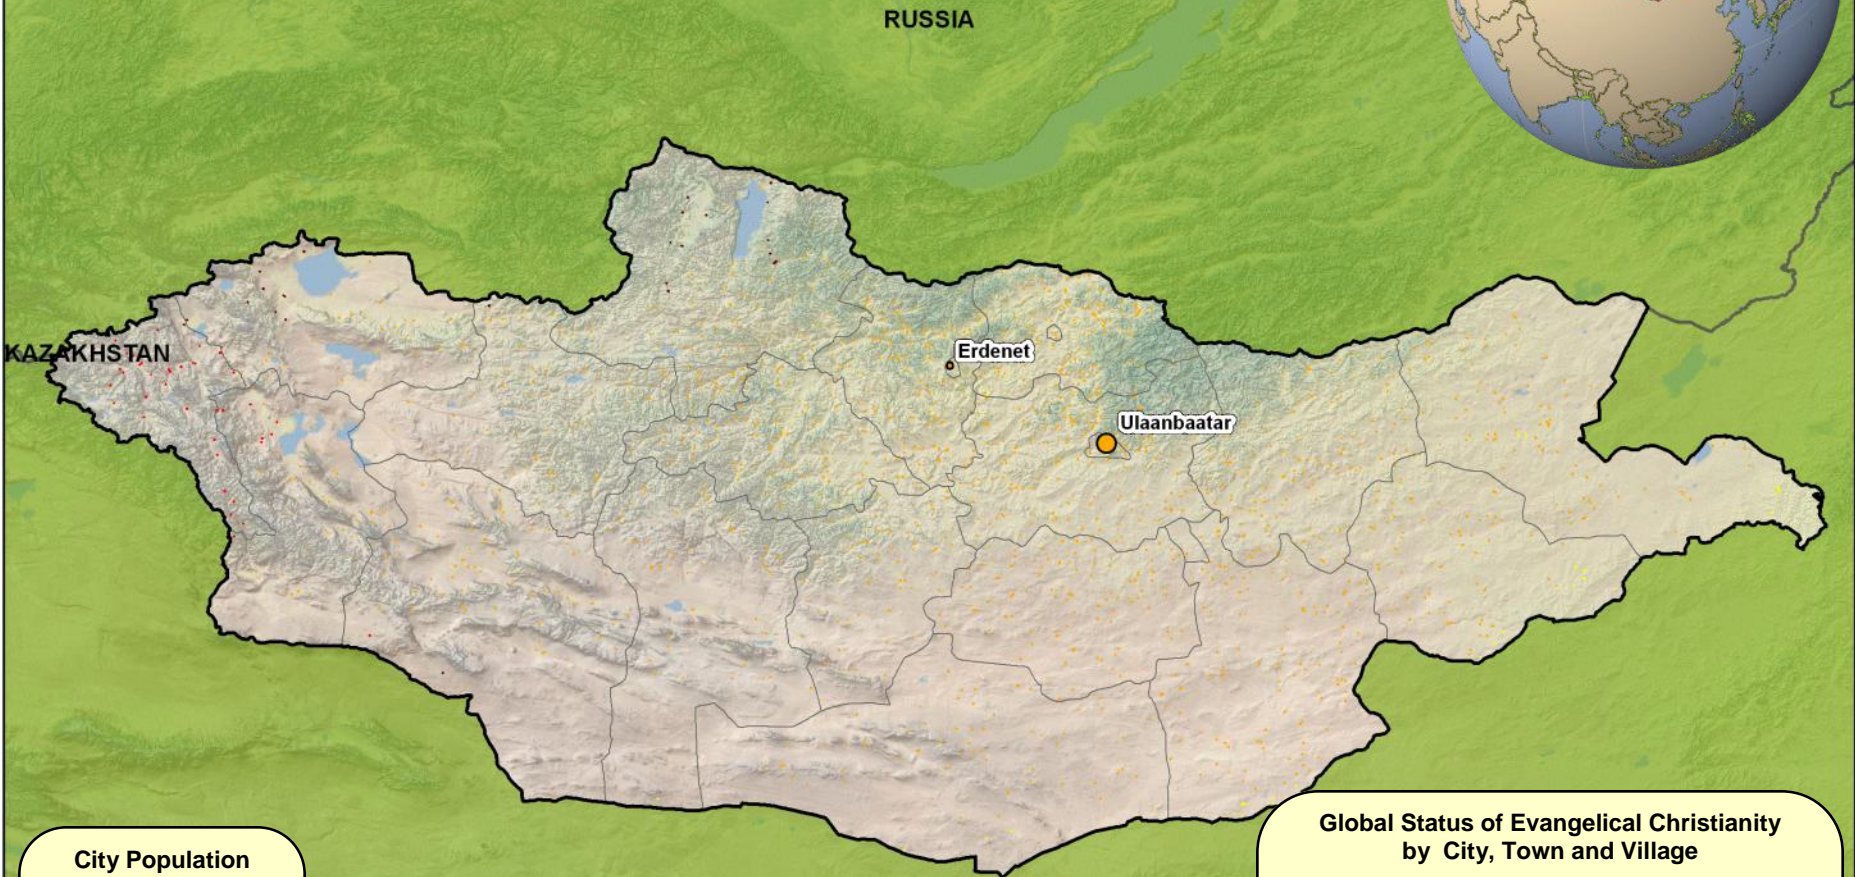 RUSSIA
KAZAKHSTAN
Erdenet
Ulaanbaatar
City Population
Global Status of Evangelical Christianity
by City, Town and Village